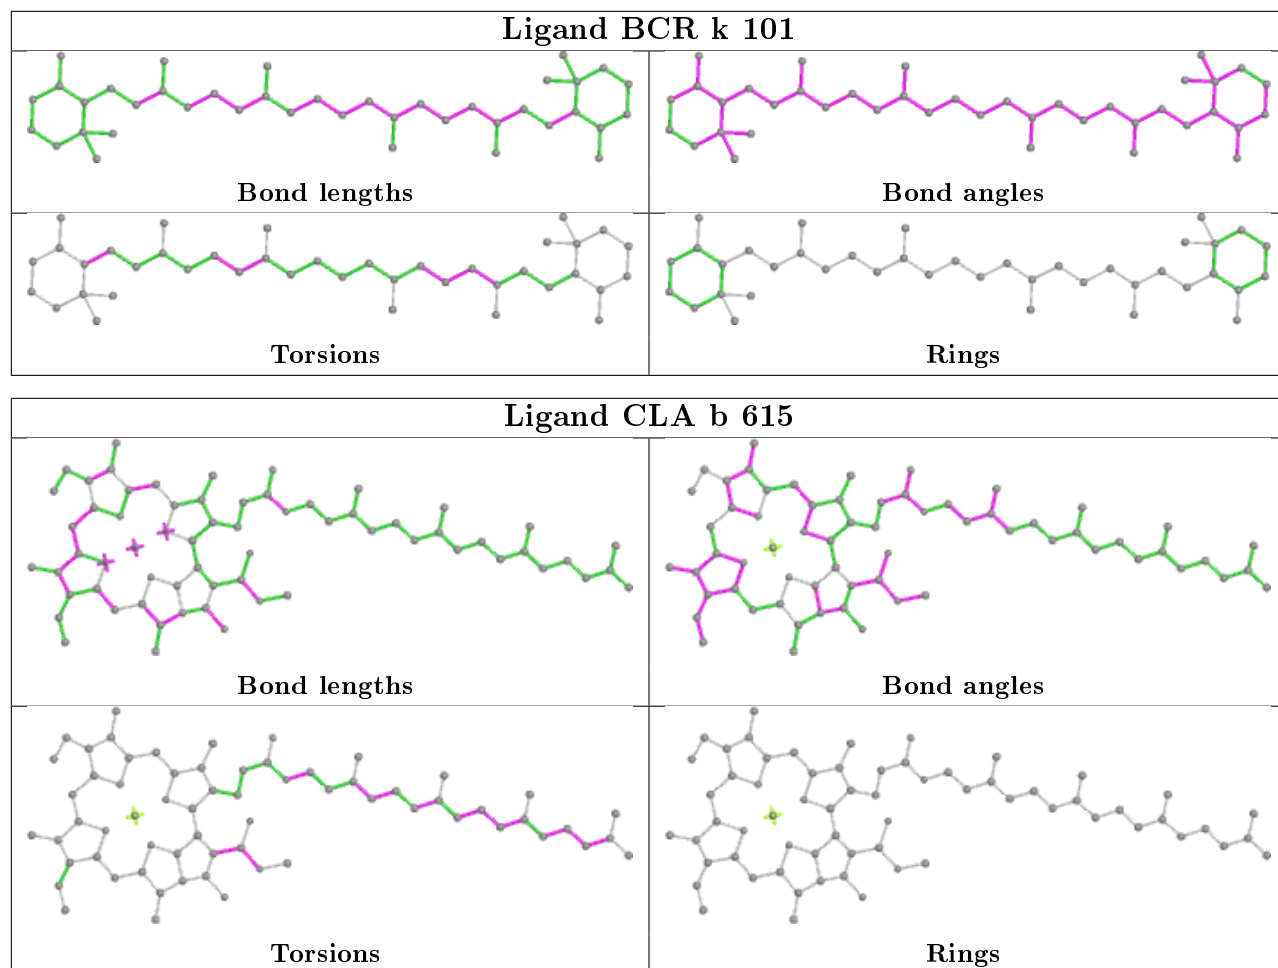 Ligand BCR k 101
Bond lengths
Bond angles
Torsions
Rings
Ligand CLA b 615
Bond lengths
Bond angles
Torsions
Rings